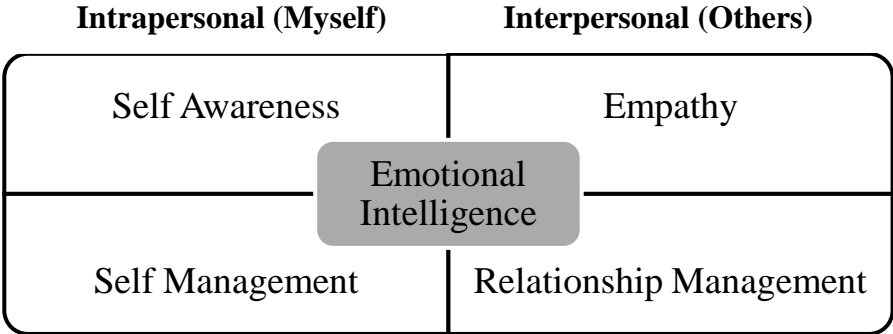 Intrapersonal (Myself)
Interpersonal (Others)
Self Awareness
Empathy
Emotional
Intelligence
Self Management
Relationship Management